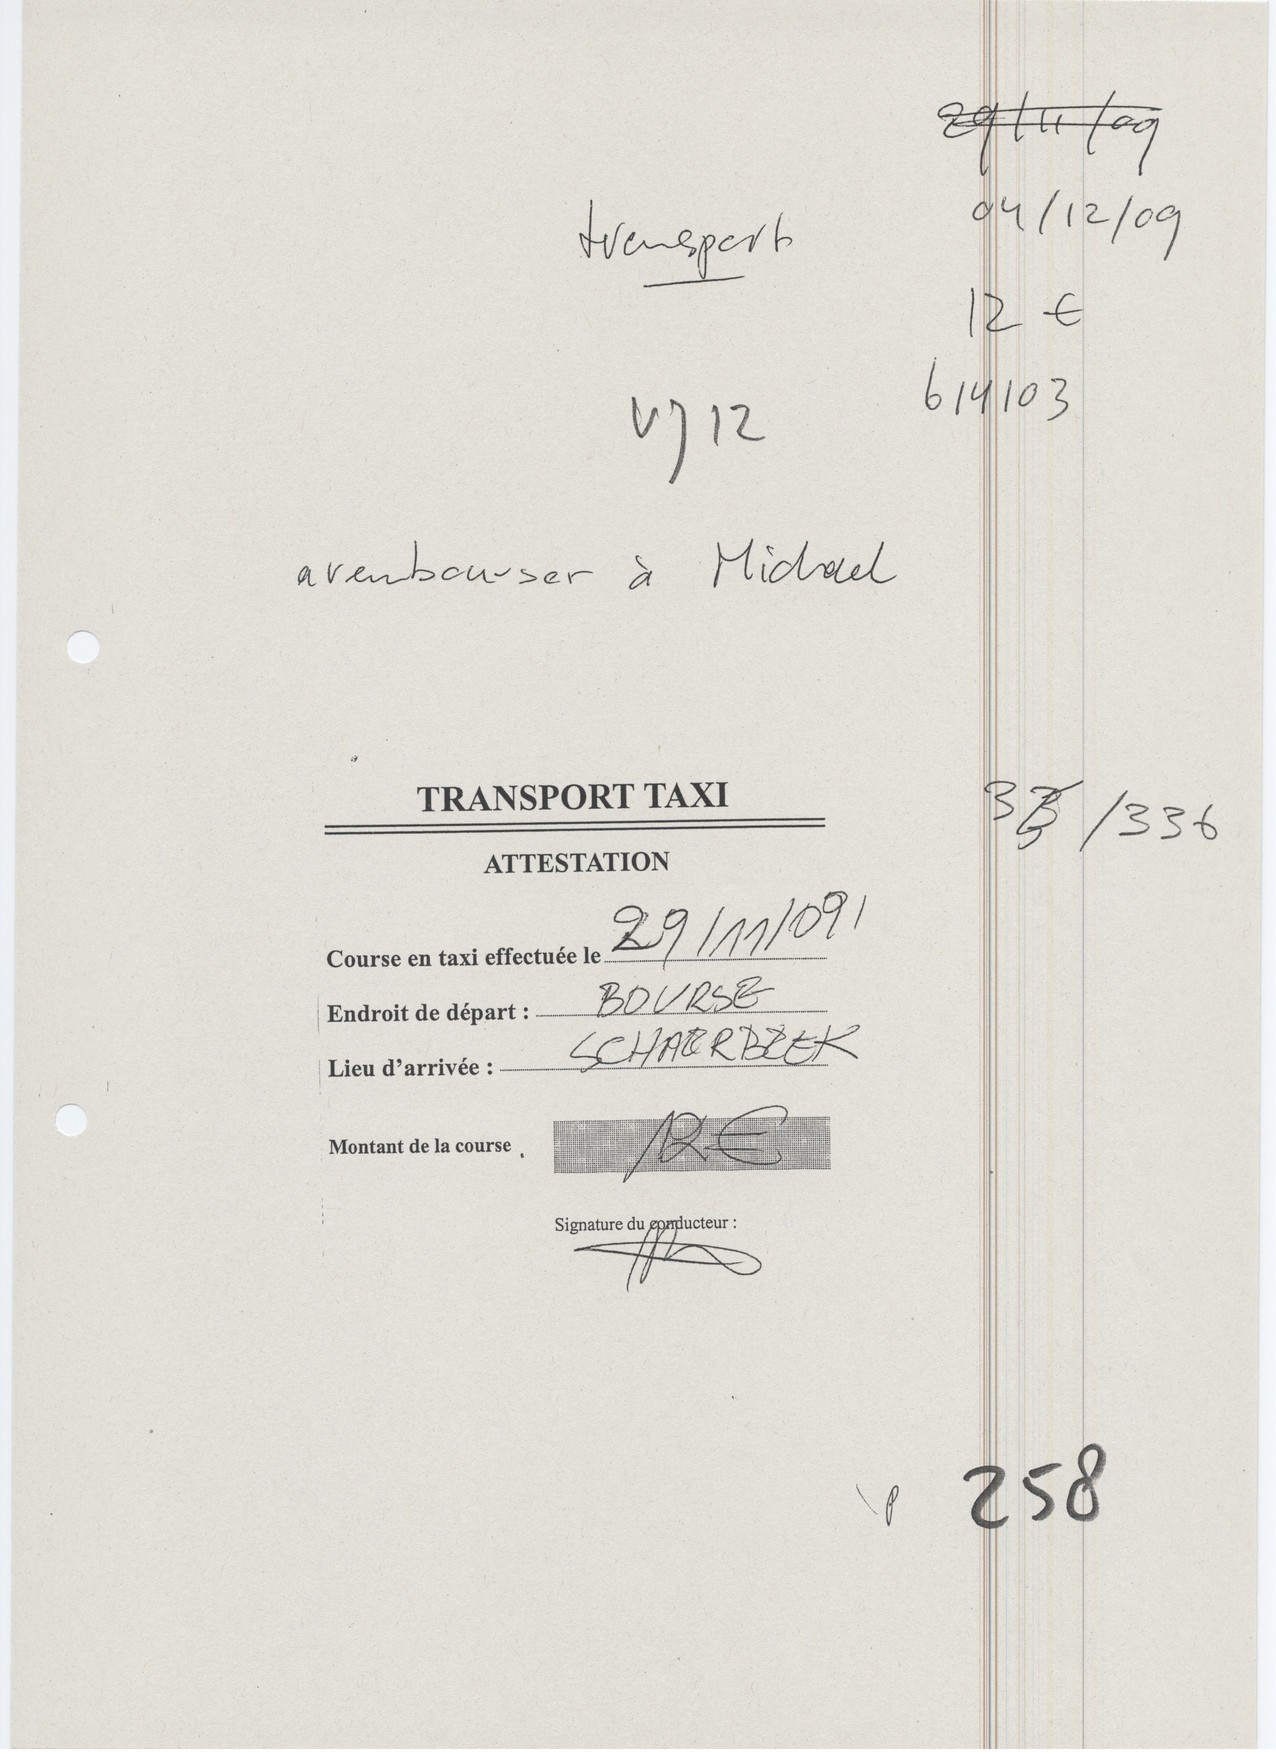 29/11/09
04/12/09
transport
12 €
614103
VJ 12
a rembourser à Michael
TRANSPORT TAXI
33 /336
ATTESTATION
Course en taxi effectuée le 29/11/09/
Endroit de départ : BOURSE
Lieu d'arrivée : SCHAERBEEK
Montant de la course 12 €
Signature du conducteur :
258